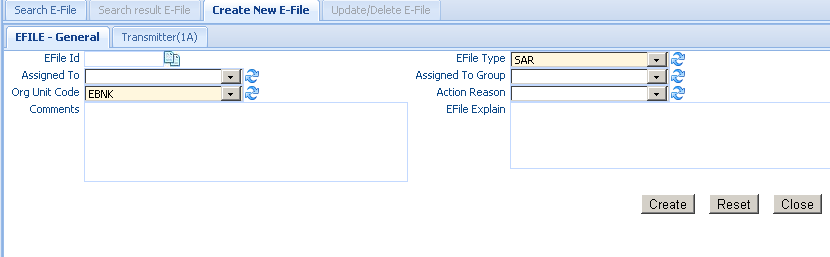 Search E-File Search result E-File Create New E-File Update/Delete E-File
EFILE - General Transmitter(1A)
EFile Id EFile Type SAR
Assigned To Assigned To Group
Org Unit Code EBNK Action Reason
Comments EFile Explain
Create Reset Close